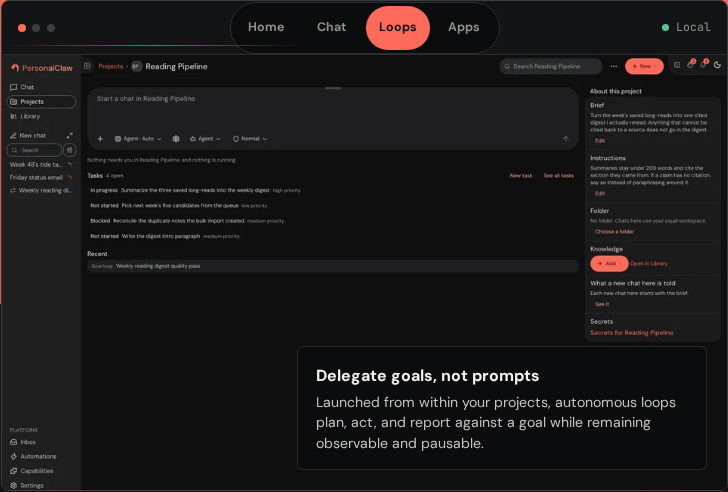 Home Chat Loops Apps
Local
PersonalClaw
Projects › RP Reading Pipeline
Search Reading Pipeline
+ New
Chat
Projects
Library
New chat
Search
Week 48's tide ta...
Friday status email
Weekly reading di...
Start a chat in Reading Pipeline
Agent · Auto
Agent
Normal
Nothing needs you in Reading Pipeline, and nothing is running.
Tasks 4 open New task See all tasks
In progress Summarize the three saved long-reads into the weekly digest high priority
Not started Pick next week's five candidates from the queue low priority
Blocked Reconcile the duplicate notes the bulk import created medium priority
Not started Write the digest intro paragraph medium priority
Recent
Goal loop Weekly reading digest quality pass
About this project
Brief
Turn the week's saved long-reads into one cited
digest I actually reread. Anything that cannot be
cited back to a source does not go in the digest.
Edit
Instructions
Summaries stay under 200 words and cite the
section they came from. If a claim has no citation,
say so instead of paraphrasing around it.
Edit
Folder
No folder. Chats here use your usual workspace.
Choose a folder
Knowledge
+ Add Open in Library
What a new chat here is told
Each new chat here starts with the brief.
See it
Secrets
Secrets for Reading Pipeline
Delegate goals, not prompts
Launched from within your projects, autonomous loops
plan, act, and report against a goal while remaining
observable and pausable.
PLATFORM
Inbox
Automations
Capabilities
Settings